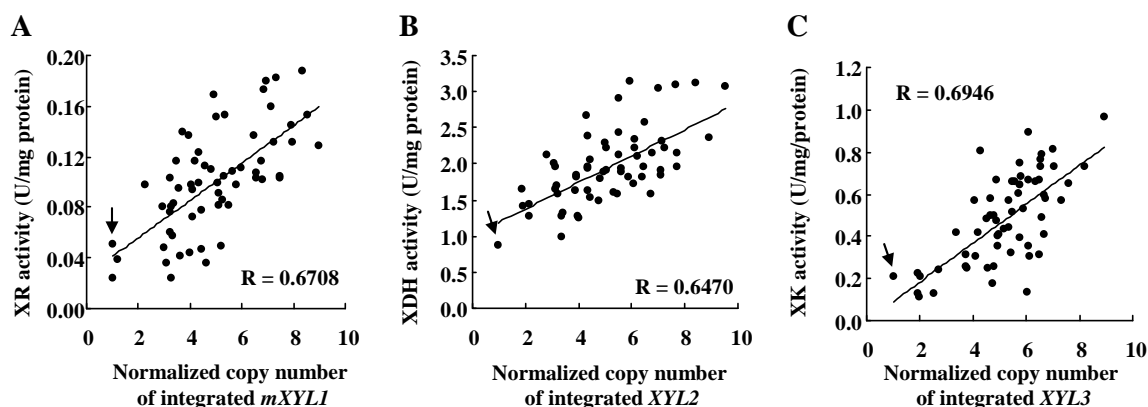 A
XR activity (U/mg protein)
0.20
0.16
0.12
0.08
0.04
0.00
R = 0.6708
0 2 4 6 8 10
Normalized copy number
of integrated mXYL1
B
XDH activity (U/mg protein)
3.5
3.0
2.5
2.0
1.5
1.0
0.5
0.0
R = 0.6470
0 2 4 6 8 10
Normalized copy number
of integrated XYL2
C
XK activity (U/mg/protein)
1.2
1.0
0.8
0.6
0.4
0.2
0.0
R = 0.6946
0 2 4 6 8 10
Normalized copy number
of integrated XYL3